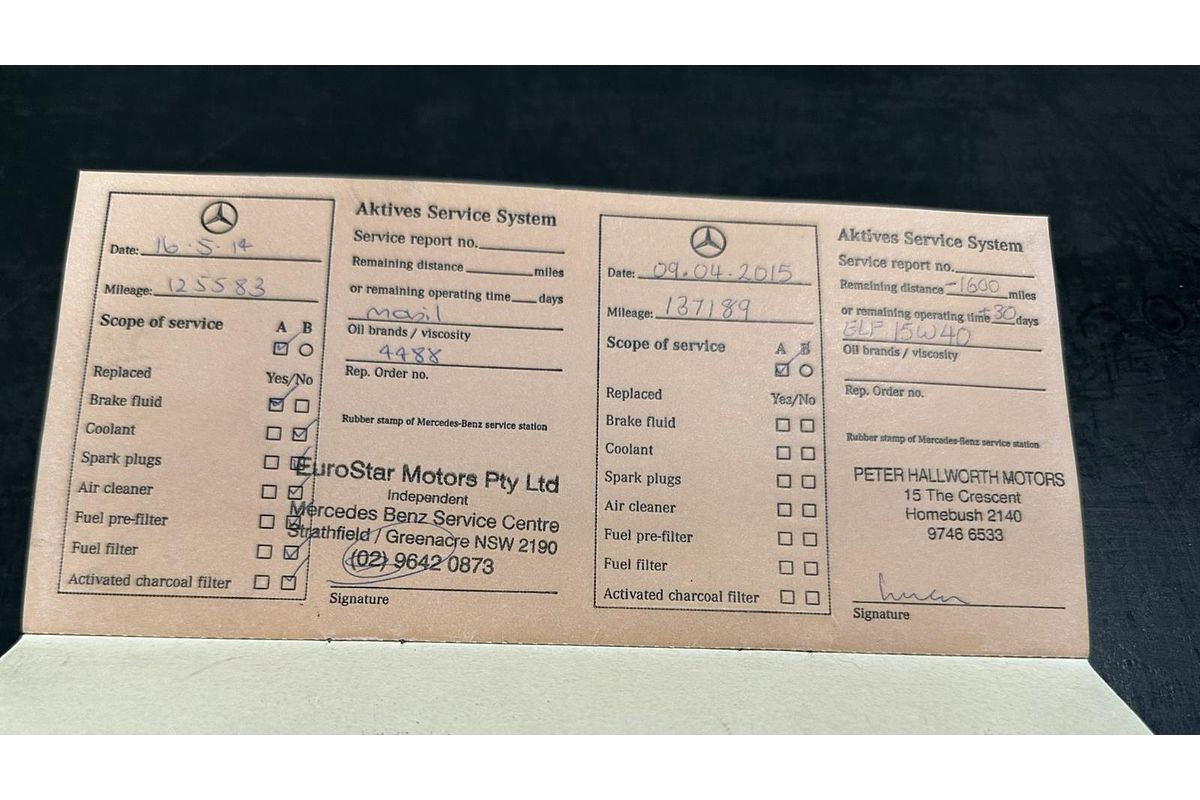 Date: 16.5.14
Mileage: 125583
Scope of service A B
Replaced Yes/No
Brake fluid
Coolant
Spark plugs
Air cleaner
Fuel pre-filter
Fuel filter
Activated charcoal filter
Aktives Service System
Service report no.
Remaining distance miles
or remaining operating time days
Oil brands / viscosity
4488
Rep. Order no.
Rubber stamp of Mercedes-Benz service station
EuroStar Motors Pty Ltd
Independent
Mercedes Benz Service Centre
Strathfield / Greenacre NSW 2190
(02) 9642 0873
Signature
Date: 09.04.2015
Mileage: 137189
Scope of service A B
Replaced Yes/No
Brake fluid
Coolant
Spark plugs
Air cleaner
Fuel pre-filter
Fuel filter
Activated charcoal filter
Aktives Service System
Service report no.
Remaining distance -1600 miles
or remaining operating time +30 days
ELF 15W40
Oil brands / viscosity
Rep. Order no.
Rubber stamp of Mercedes-Benz service station
PETER HALLWORTH MOTORS
15 The Crescent
Homebush 2140
9746 6533
Signature